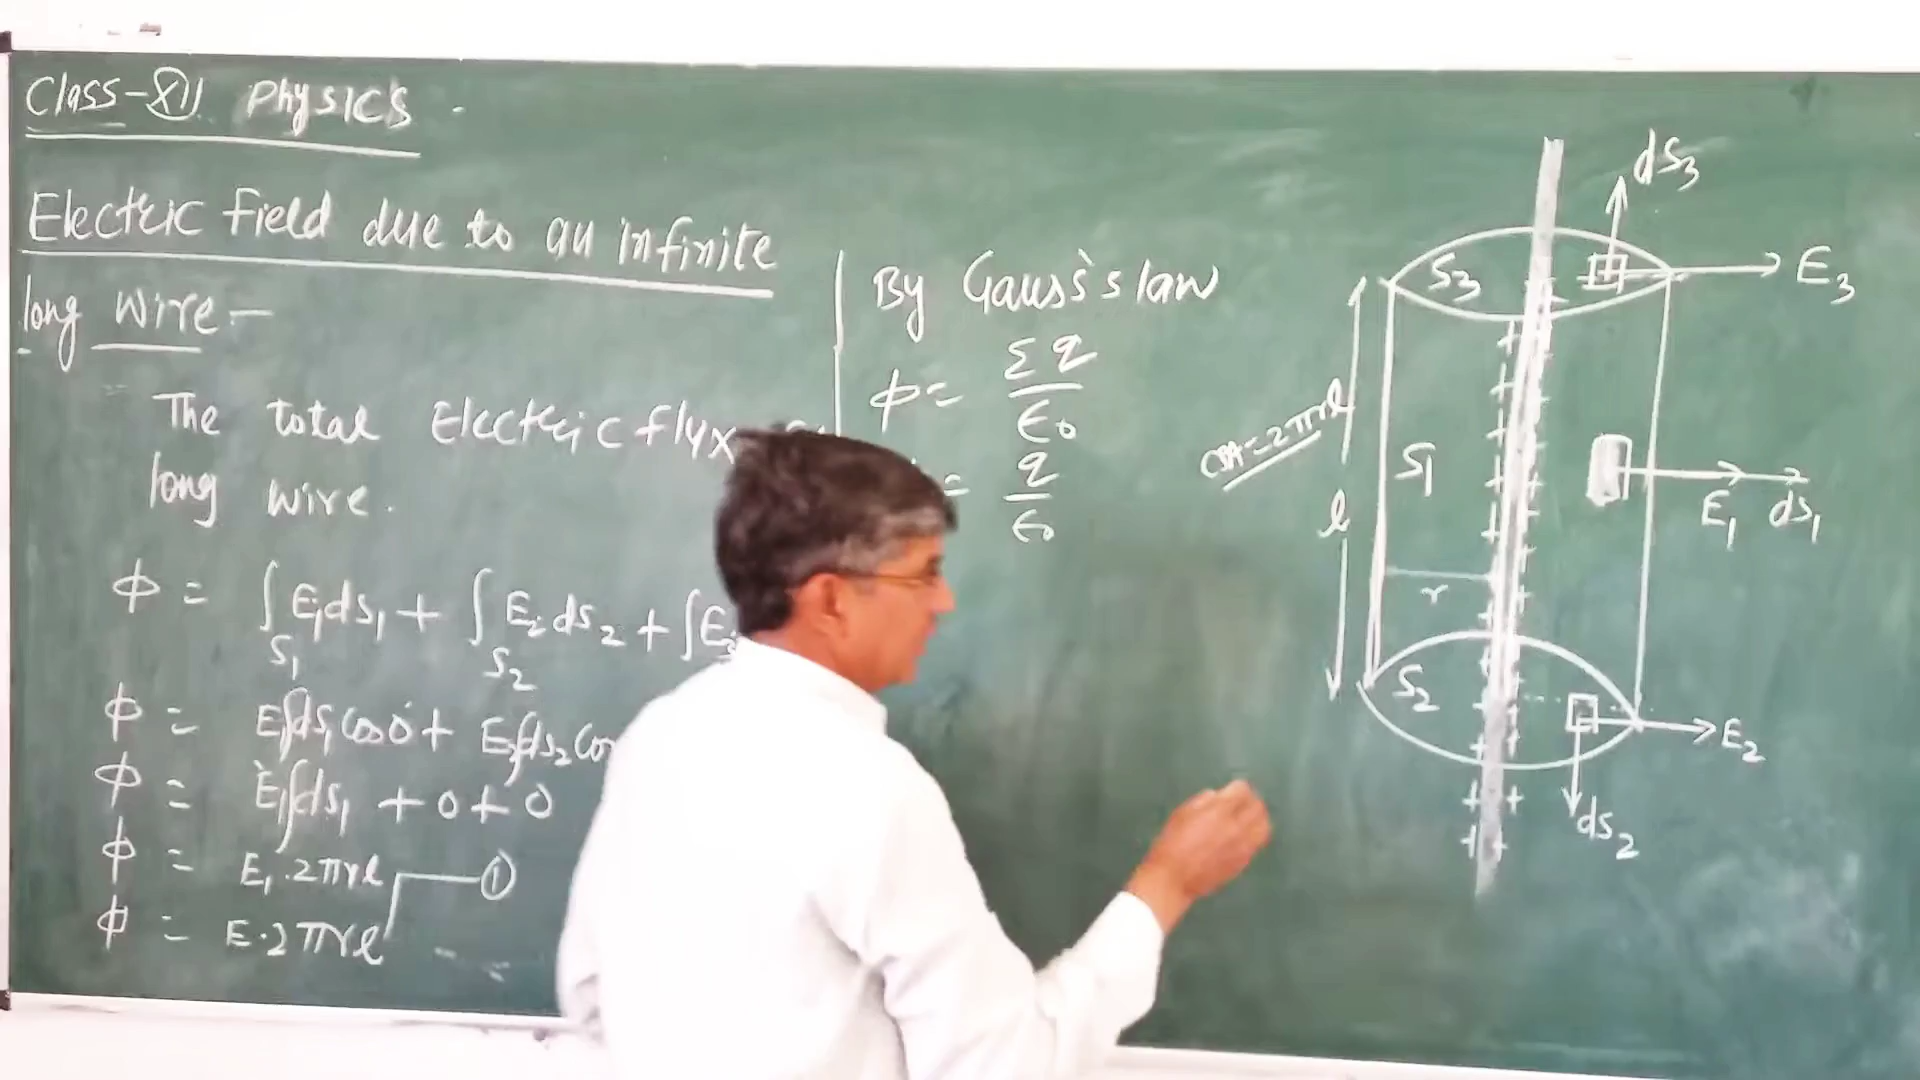 Class-XII Physics
Electric field due to an infinite
long wire-
The total Electric flux
long wire.
φ = ∫S₁ E₁ds₁ + ∫S₂ E₂ds₂ + ∫E₃
φ = E₁∫ds₁cos0° + E₂∫ds₂cos
φ = E₁∫ds₁ + 0 + 0
φ = E₁.2πrl
φ = E.2πrl ①
By Gauss's law
φ = Σq/ε₀
= q/ε₀
CSA=2πrl
l
r
S₃
dS₃
E₃
S₁
E₁ ds₁
S₂
E₂
ds₂